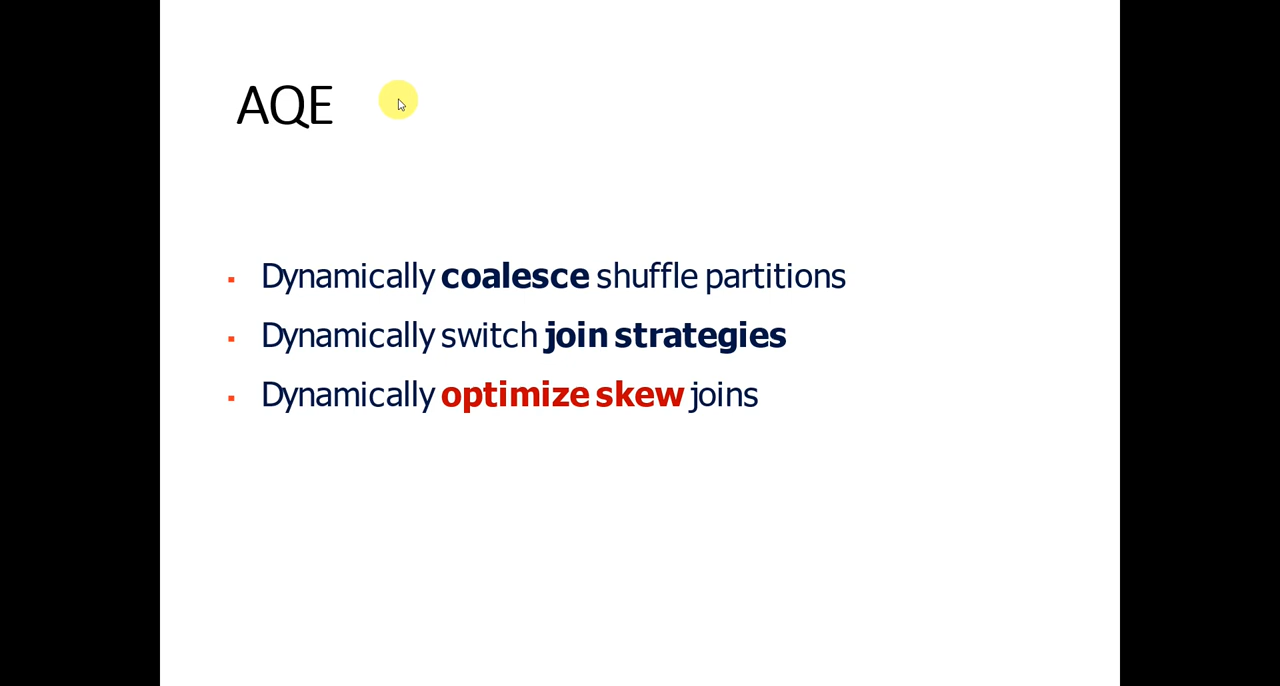 AQE
Dynamically coalesce shuffle partitions
Dynamically switch join strategies
Dynamically optimize skew joins